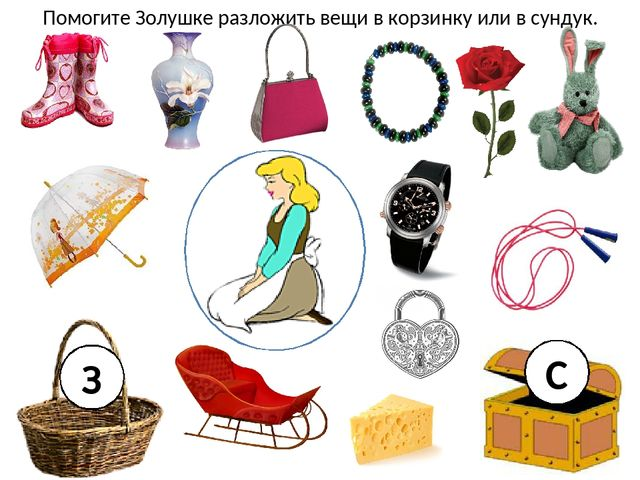 Помогите Золушке разложить вещи в корзинку или в сундук.
З
С